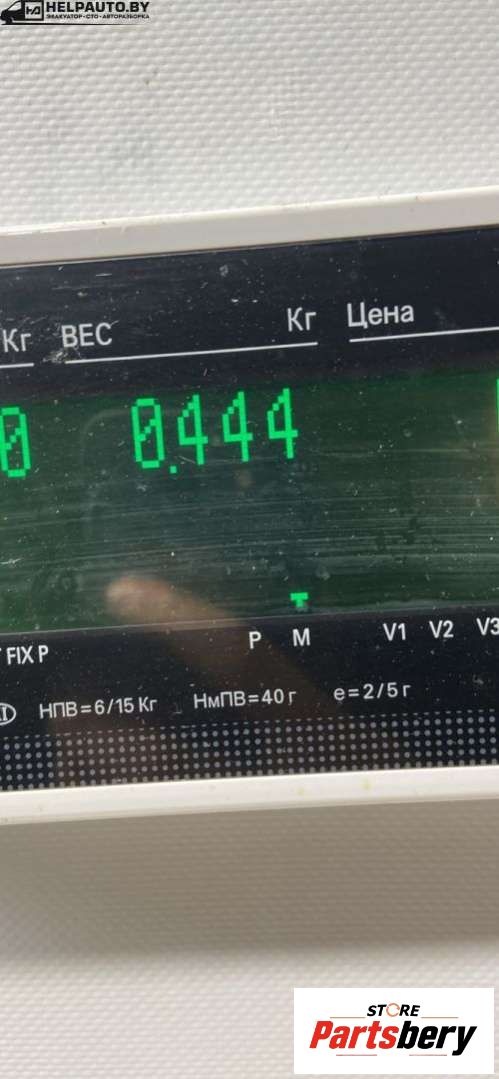 HELPAUTO.BY
ЭВАКУАТОР-СТО-АВТОРАЗБОРКА
Кг ВЕС Кг Цена
0 0.444
FIX P P M V1 V2 V3
НПВ=6/15 Кг НмПВ=40 г e=2/5 г
STORE
Partsbery